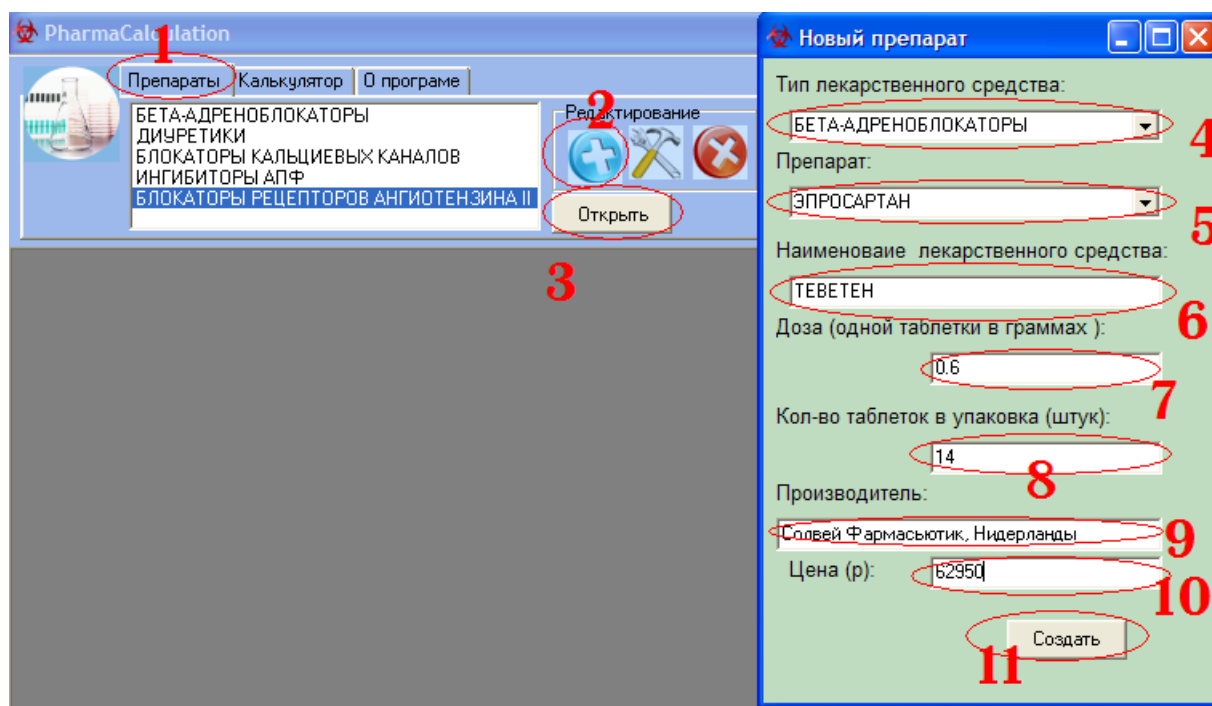 PharmaCalculation
1
Препараты
Калькулятор
О програме
БЕТА-АДРЕНОБЛОКАТОРЫ
ДИУРЕТИКИ
БЛОКАТОРЫ КАЛЬЦИЕВЫХ КАНАЛОВ
ИНГИБИТОРЫ АПФ
БЛОКАТОРЫ РЕЦЕПТОРОВ АНГИОТЕНЗИНА II
Редактирование
2
Открыть
3
Новый препарат
Тип лекарственного средства:
БЕТА-АДРЕНОБЛОКАТОРЫ
4
Препарат:
ЭПРОСАРТАН
5
Наименоваие лекарственного средства:
ТЕВЕТЕН
6
Доза (одной таблетки в граммах ):
0.6
7
Кол-во таблеток в упаковка (штук):
14
8
Производитель:
Солвей Фармасьютик, Нидерланды
9
Цена (р):
62950
10
Создать
11